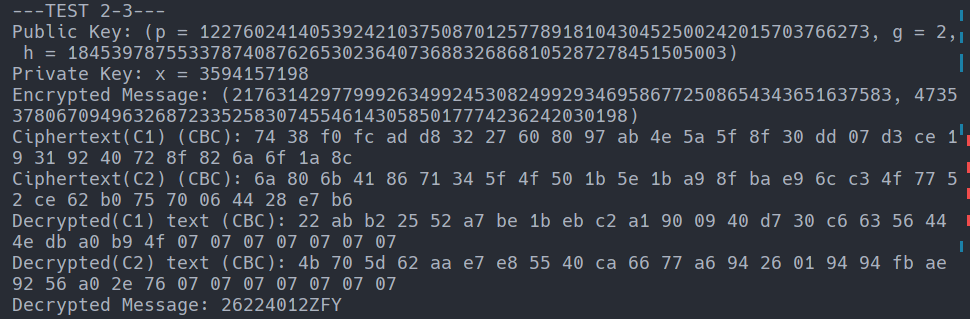 ---TEST 2-3---
Public Key: (p = 122760241405392421037508701257789181043045250024201570376​6273, g = 2,
 h = 184539787553378740876265302364073688326868105287278451505003)
Private Key: x = 3594157198
Encrypted Message: (217631429779992634992453082499293469586772508654343651637583, 4735
37806709496326872335258307455461430585017774236242030198)
Ciphertext(C1) (CBC): 74 38 f0 fc ad d8 32 27 60 80 97 ab 4e 5a 5f 8f 30 dd 07 d3 ce 1
9 31 92 40 72 8f 82 6a 6f 1a 8c
Ciphertext(C2) (CBC): 6a 80 6b 41 86 71 34 5f 4f 50 1b 5e 1b a9 8f ba e9 6c c3 4f 77 5
2 ce 62 b0 75 70 06 44 28 e7 b6
Decrypted(C1) text (CBC): 22 ab b2 25 52 a7 be 1b eb c2 a1 90 09 40 d7 30 c6 63 56 44
4e db a0 b9 4f 07 07 07 07 07 07 07
Decrypted(C2) text (CBC): 4b 70 5d 62 aa e7 e8 55 40 ca 66 77 a6 94 26 01 94 94 fb ae
92 56 a0 2e 76 07 07 07 07 07 07 07
Decrypted Message: 26224012ZFY